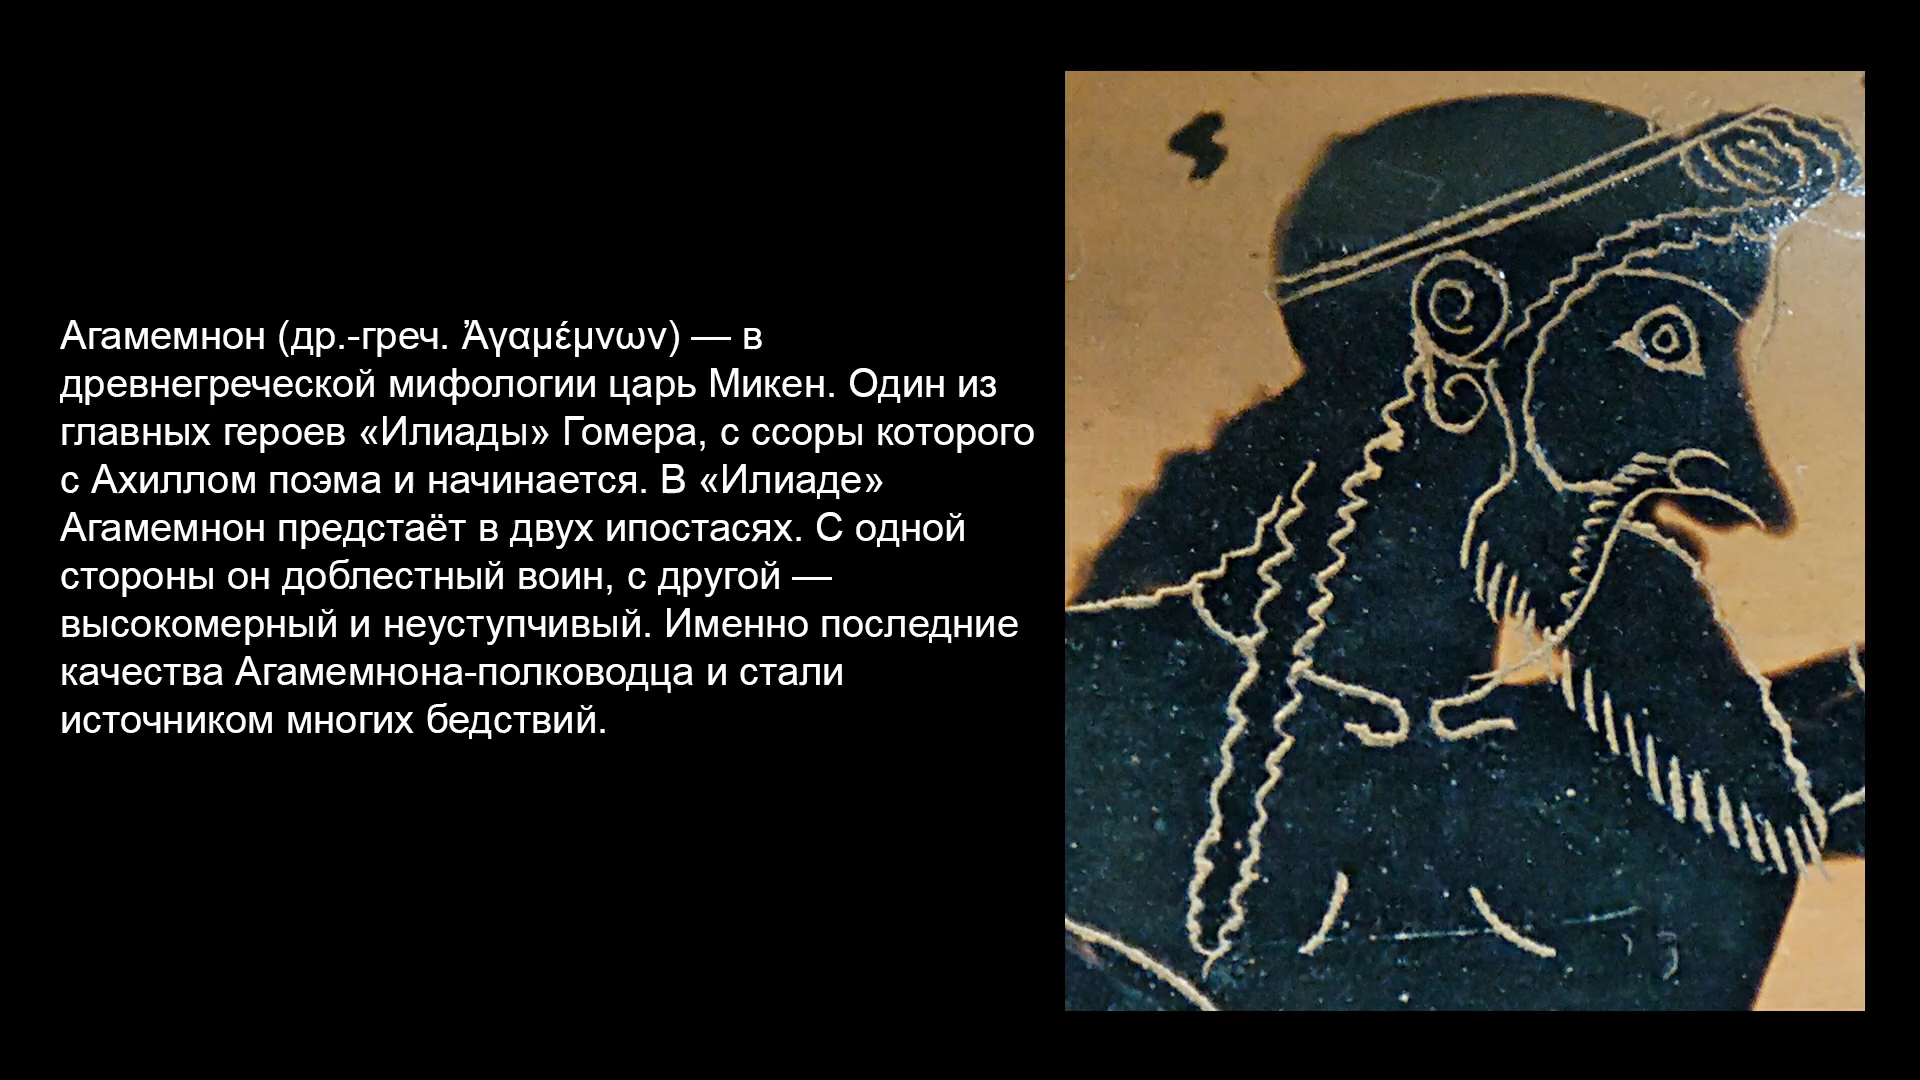 Агамемнон (др.-греч. Ἀγαμέμνων) — в
древнегреческой мифологии царь Микен. Один из
главных героев «Илиады» Гомера, с ссоры которого
с Ахиллом поэма и начинается. В «Илиаде»
Агамемнон предстаёт в двух ипостасях. С одной
стороны он доблестный воин, с другой —
высокомерный и неуступчивый. Именно последние
качества Агамемнона-полководца и стали
источником многих бедствий.